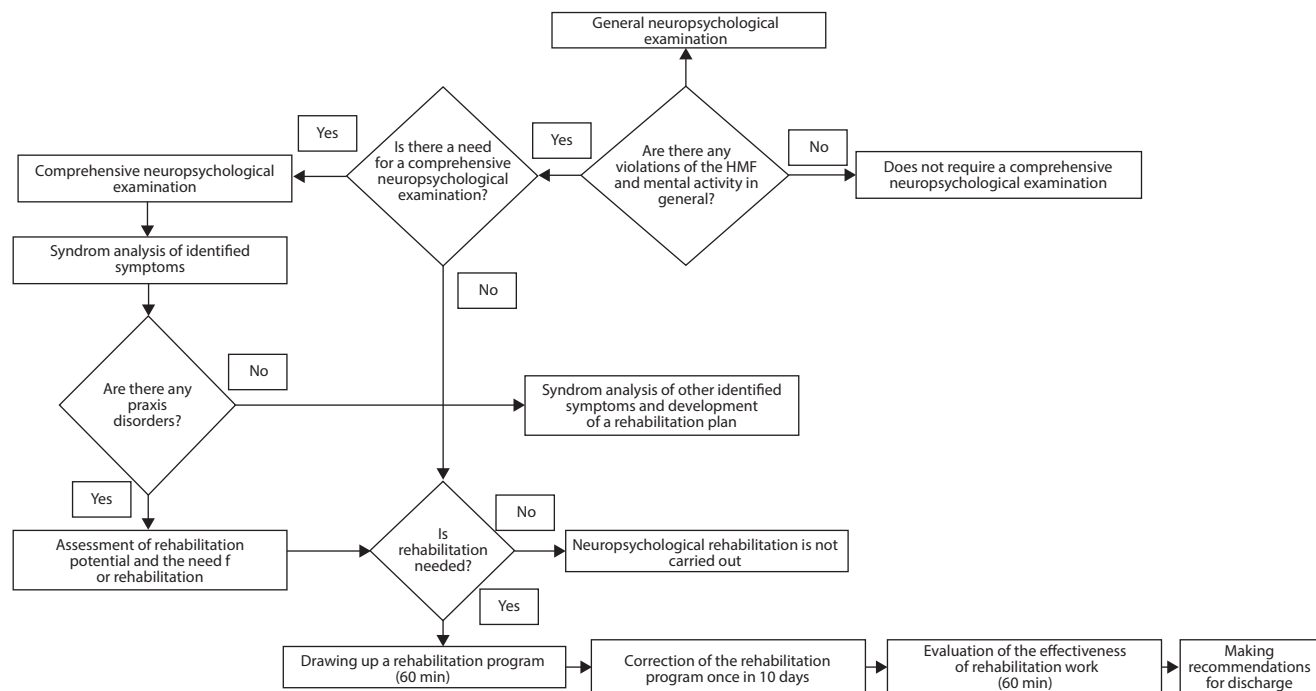 General neuropsychological
examination
Yes
Is there a need
for a comprehensive
neuropsychological
examination?
Yes
Are there any
violations of the HMF
and mental activity in
general?
No
Does not require a comprehensive
neuropsychological examination
Comprehensive neuropsychological
examination
Syndrom analysis of identified
symptoms
No
Are there any
praxis
disorders?
No
Syndrom analysis of other identified
symptoms and development
of a rehabilitation plan
Yes
Assessment of rehabilitation
potential and the need f
or rehabilitation
Is
rehabilitation
needed?
No
Neuropsychological rehabilitation is not
carried out
Yes
Drawing up a rehabilitation program
(60 min)
Correction of the rehabilitation
program once in 10 days
Evaluation of the effectiveness
of rehabilitation work
(60 min)
Making
recommendations
for discharge